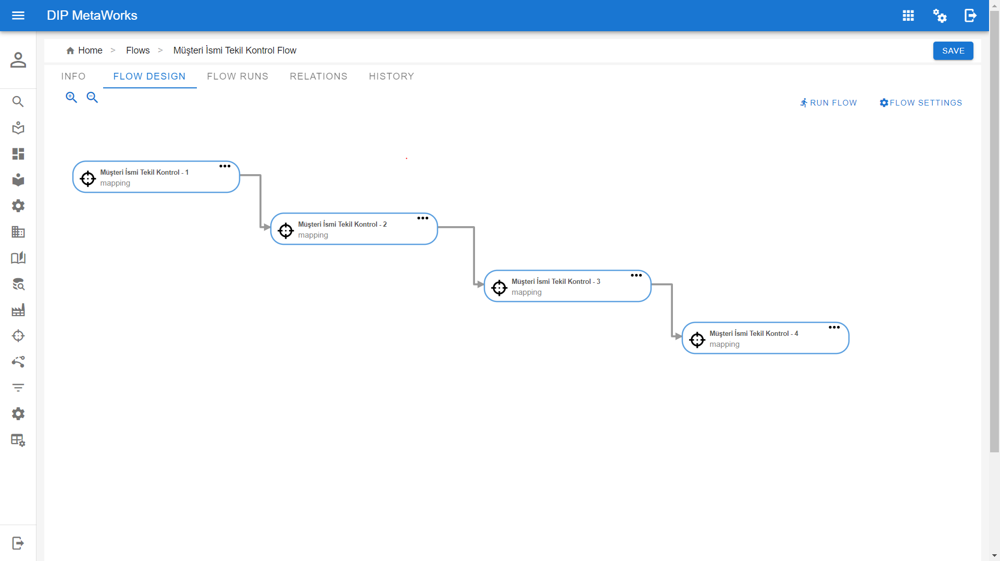 DIP MetaWorks
Home > Flows > Müşteri İsmi Tekil Kontrol Flow
SAVE
INFO FLOW DESIGN FLOW RUNS RELATIONS HISTORY
RUN FLOW FLOW SETTINGS
Müşteri İsmi Tekil Kontrol - 1
mapping
Müşteri İsmi Tekil Kontrol - 2
mapping
Müşteri İsmi Tekil Kontrol - 3
mapping
Müşteri İsmi Tekil Kontrol - 4
mapping